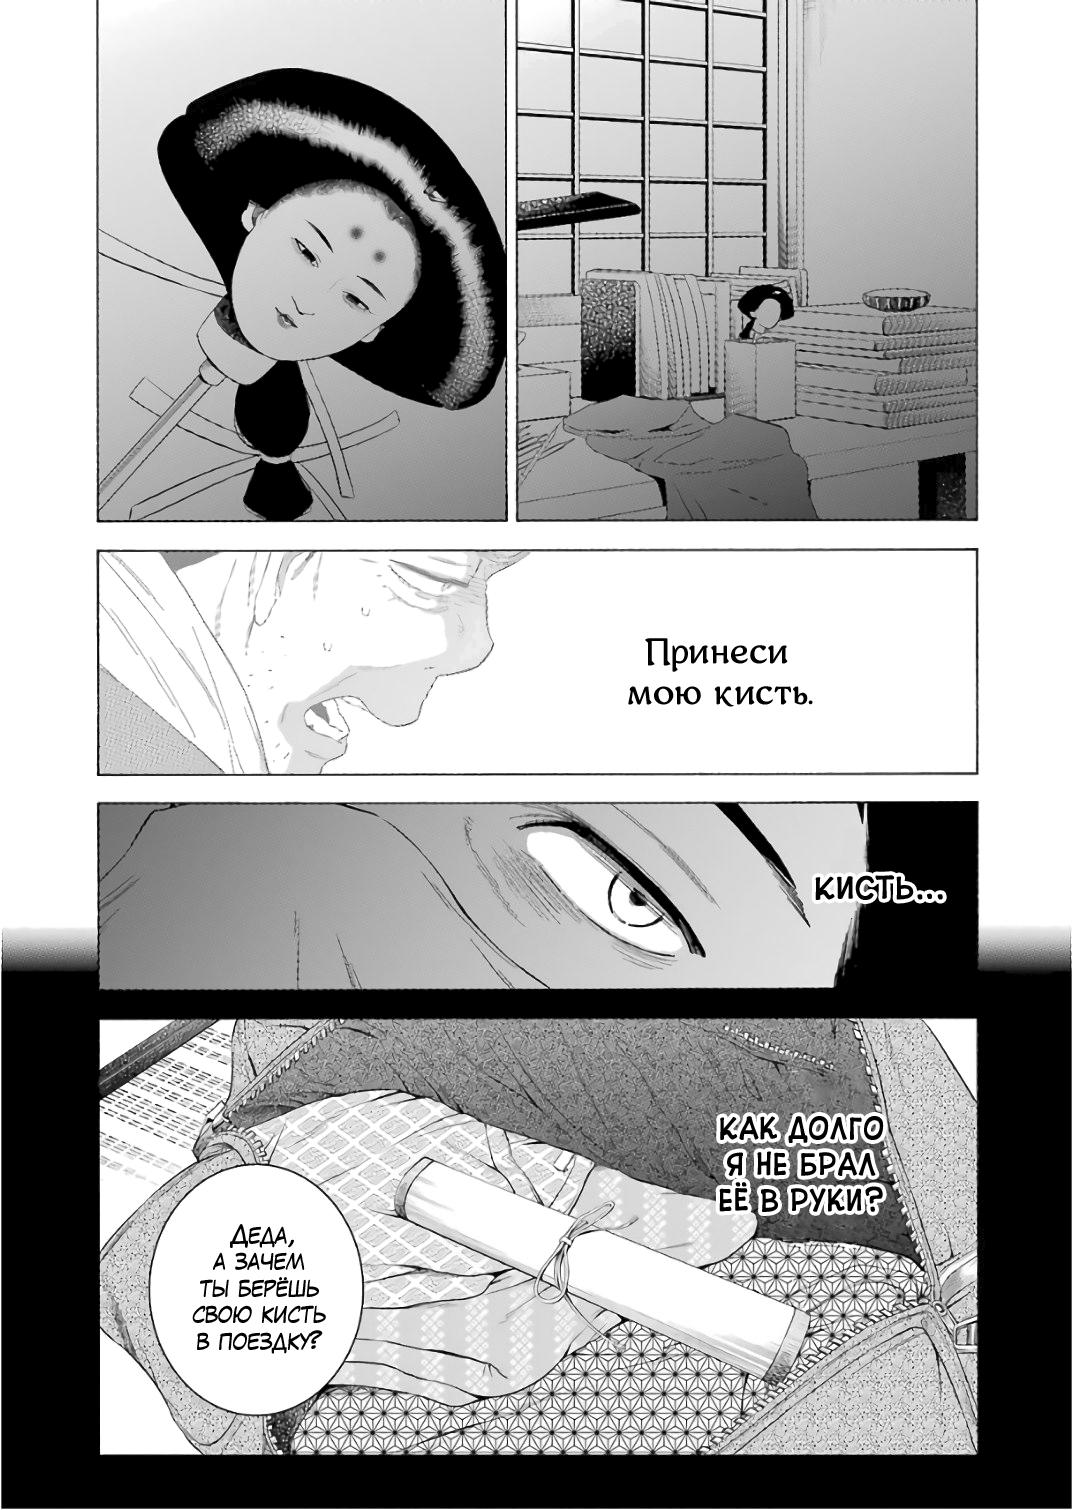 Принеси
мою кисть.
КИСТЬ...
КАК ДОЛГО
Я НЕ БРАЛ
ЕЁ В РУКИ?
ДЕДА,
А ЗАЧЕМ
ТЫ БЕРЁШЬ
СВОЮ КИСТЬ
В ПОЕЗДКУ?